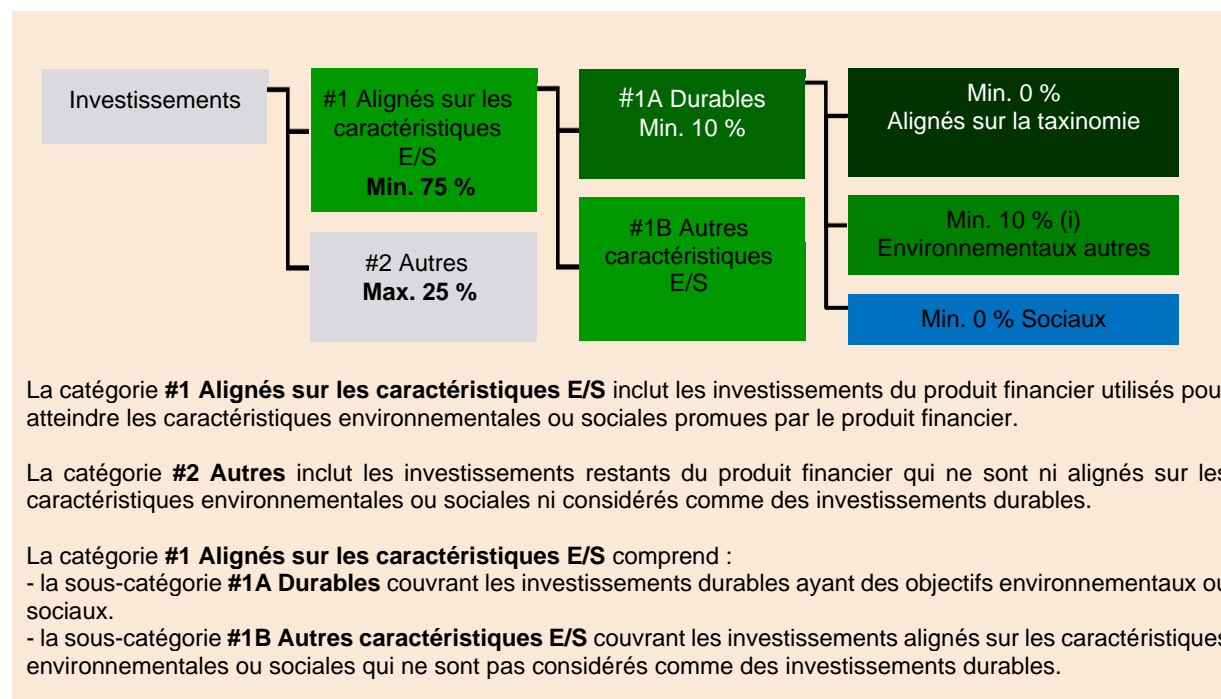 Investissements
#1 Alignés sur les
caractéristiques
E/S
Min. 75 %
#2 Autres
Max. 25 %
#1A Durables
Min. 10 %
#1B Autres
caractéristiques
E/S
Min. 0 %
Alignés sur la taxinomie
Min. 10 % (i)
Environnementaux autres
Min. 0 % Sociaux
La catégorie #1 Alignés sur les caractéristiques E/S inclut les investissements du produit financier utilisés pou
atteindre les caractéristiques environnementales ou sociales promues par le produit financier.
La catégorie #2 Autres inclut les investissements restants du produit financier qui ne sont ni alignés sur les
caractéristiques environnementales ou sociales ni considérés comme des investissements durables.
La catégorie #1 Alignés sur les caractéristiques E/S comprend :
- la sous-catégorie #1A Durables couvrant les investissements durables ayant des objectifs environnementaux ou
sociaux.
- la sous-catégorie #1B Autres caractéristiques E/S couvrant les investissements alignés sur les caractéristiques
environnementales ou sociales qui ne sont pas considérés comme des investissements durables.